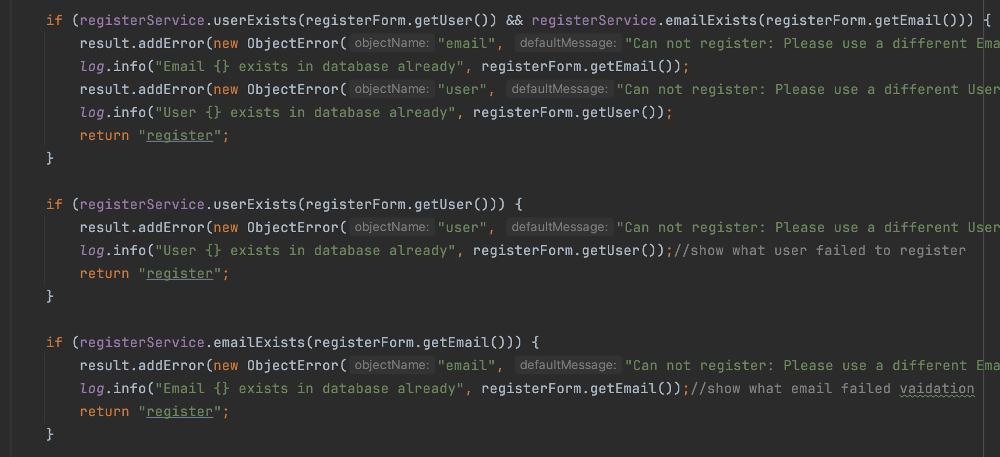 if (registerService.userExists(registerForm.getUser()) && registerService.emailExists(registerForm.getEmail())) {
result.addError(new ObjectError( objectName: "email", defaultMessage: "Can not register: Please use a different
log.info("Email {} exists in database already", registerForm.getEmail());
result.addError(new ObjectError( objectName: "user", defaultMessage: "Can not register: Please use a different User
log.info("User {} exists in database already", registerForm.getUser());
return "register";
}
if (registerService.userExists(registerForm.getUser())) {
result.addError(new ObjectError( objectName: "user", defaultMessage: "Can not register: Please use a different User
log.info("User {} exists in database already", registerForm.getUser());//show what user failed to register
return "register";
}
if (registerService.emailExists(registerForm.getEmail())) {
result.addError(new ObjectError( objectName: "email", defaultMessage: "Can not register: Please use a different
log.info("Email {} exists in database already", registerForm.getEmail());//show what email failed vaidation
return "register";
}